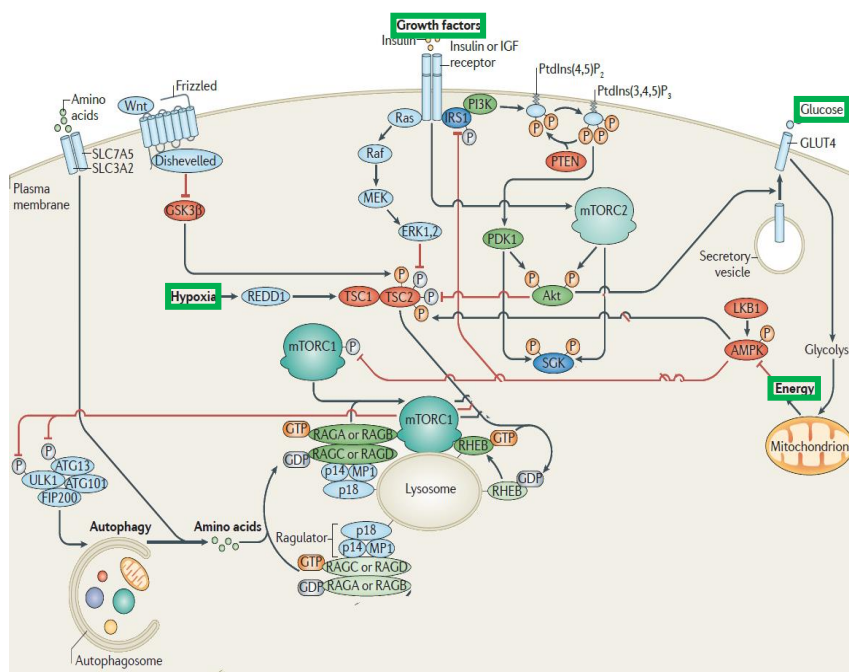 Growth factors
Insulin
Insulin or IGF
receptor
PtdIns(4,5)P2
PtdIns(3,4,5)P3
PI3K
IRS1
P
P
P
P
P
P
PTEN
Glucose
GLUT4
Secretory
vesicle
Amino
acids
SLC7A5
SLC3A2
Plasma
membrane
Wnt
Frizzled
Dishevelled
GSK3β
Ras
Raf
MEK
ERK1,2
mTORC2
PDK1
P
P
Akt
P
P
SGK
Hypoxia
REDD1
TSC1
TSC2
P
P
P
P
LKB1
P
AMPK
Glycolys
Energy
Mitochondrion
mTORC1
P
mTORC1
GTP
RAGA or RAGB
GDP
RAGC or RAGD
p14
MP1
p18
RHEB
GTP
GDP
RHEB
Lysosome
P
P
ATG13
ULK1
ATG101
FIP200
Autophagy
Amino acids
Ragulator
p18
p14
MP1
GTP
RAGC or RAGD
GDP
RAGA or RAGB
Autophagosome